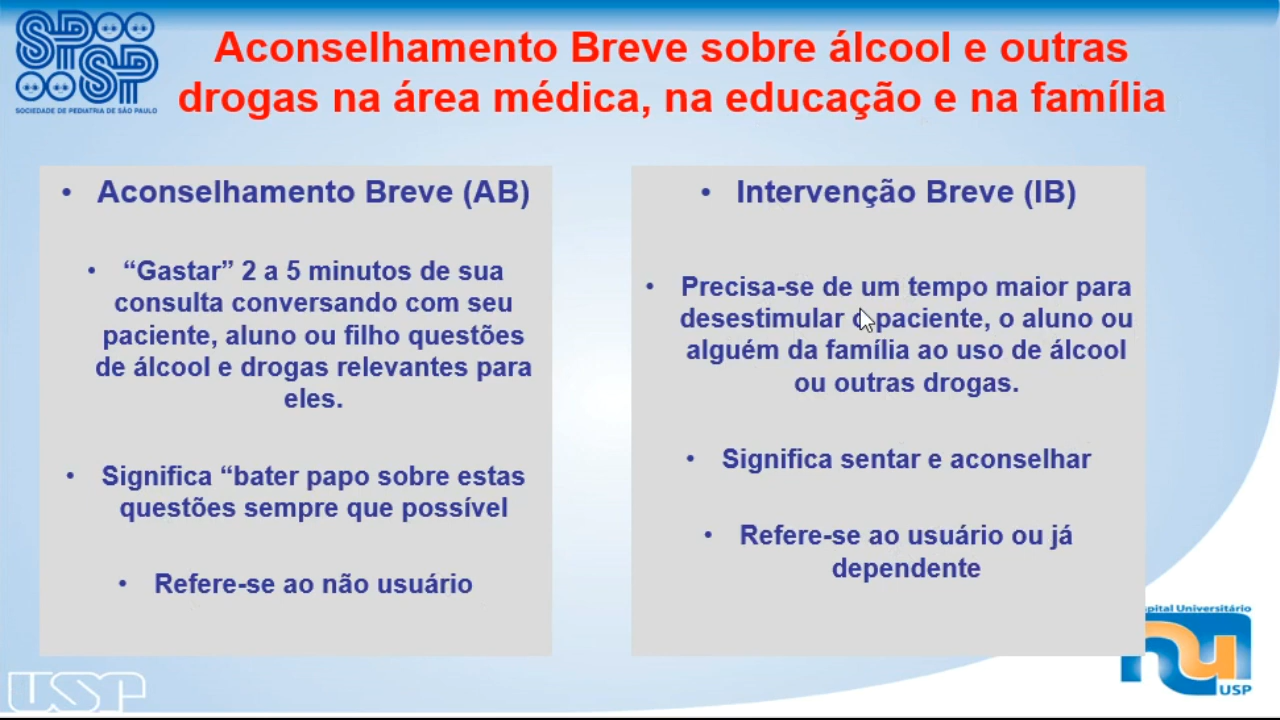 SPSP
SOCIEDADE DE PEDIATRIA DE SÃO PAULO
Aconselhamento Breve sobre álcool e outras
drogas na área médica, na educação e na família
• Aconselhamento Breve (AB)
• “Gastar” 2 a 5 minutos de sua
consulta conversando com seu
paciente, aluno ou filho questões
de álcool e drogas relevantes para
eles.
• Significa “bater papo sobre estas
questões sempre que possível
• Refere-se ao não usuário
• Intervenção Breve (IB)
• Precisa-se de um tempo maior para
desestimular o paciente, o aluno ou
alguém da família ao uso de álcool
ou outras drogas.
• Significa sentar e aconselhar
• Refere-se ao usuário ou já
dependente
USP
pital Universitário
hu
USP